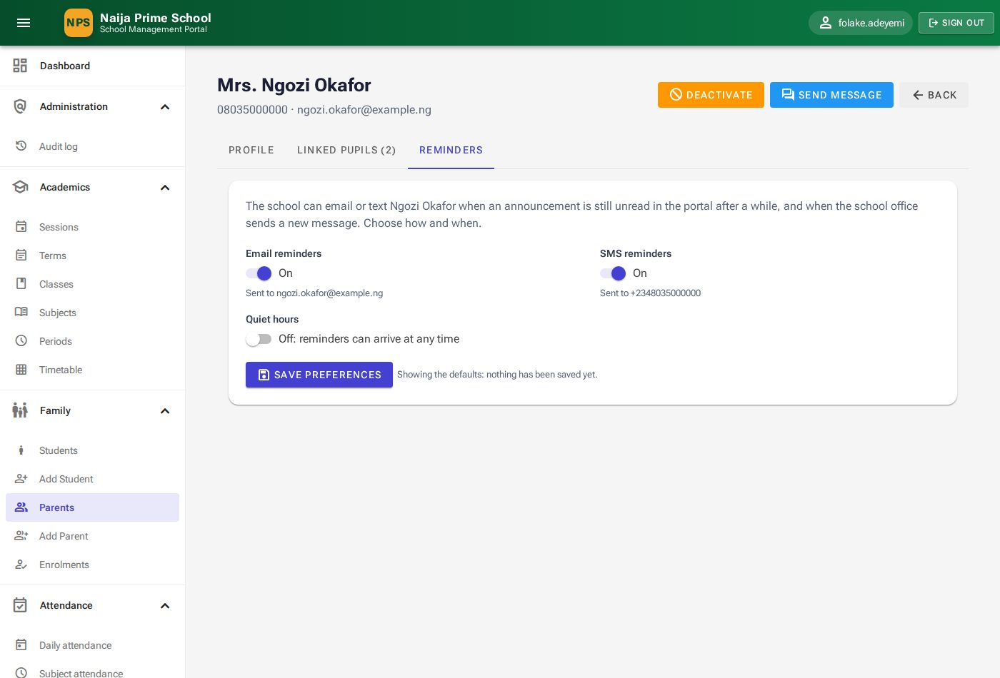 NPS
Naija Prime School
School Management Portal
folake.adeyemi
SIGN OUT
Dashboard
Administration
Audit log
Academics
Sessions
Terms
Classes
Subjects
Periods
Timetable
Family
Students
Add Student
Parents
Add Parent
Enrolments
Attendance
Daily attendance
Subject attendance
Mrs. Ngozi Okafor
08035000000 · ngozi.okafor@example.ng
DEACTIVATE
SEND MESSAGE
BACK
PROFILE
LINKED PUPILS (2)
REMINDERS
The school can email or text Ngozi Okafor when an announcement is still unread in the portal after a while, and when the school office
sends a new message. Choose how and when.
Email reminders
On
Sent to ngozi.okafor@example.ng
SMS reminders
On
Sent to +2348035000000
Quiet hours
Off: reminders can arrive at any time
SAVE PREFERENCES
Showing the defaults: nothing has been saved yet.